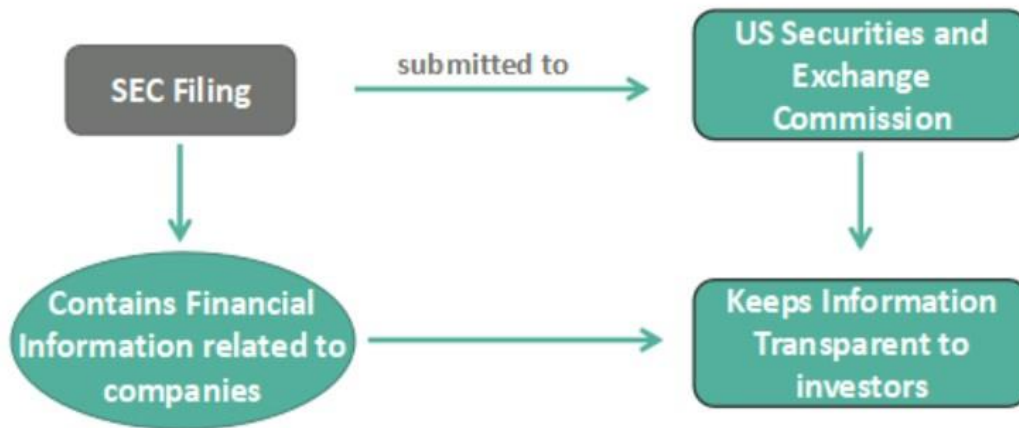 SEC Filing
submitted to
US Securities and
Exchange
Commission
Contains Financial
Information related to
companies
Keeps Information
Transparent to
investors